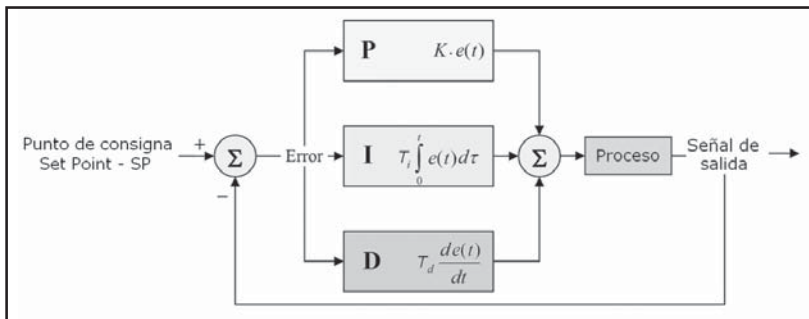 P K · e(t)
Punto de consigna
Set Point - SP
+
−
Σ
Error
I T_i ∫_0^t e(t)dτ
Σ
Proceso
Señal de
salida
D T_d de(t)/dt